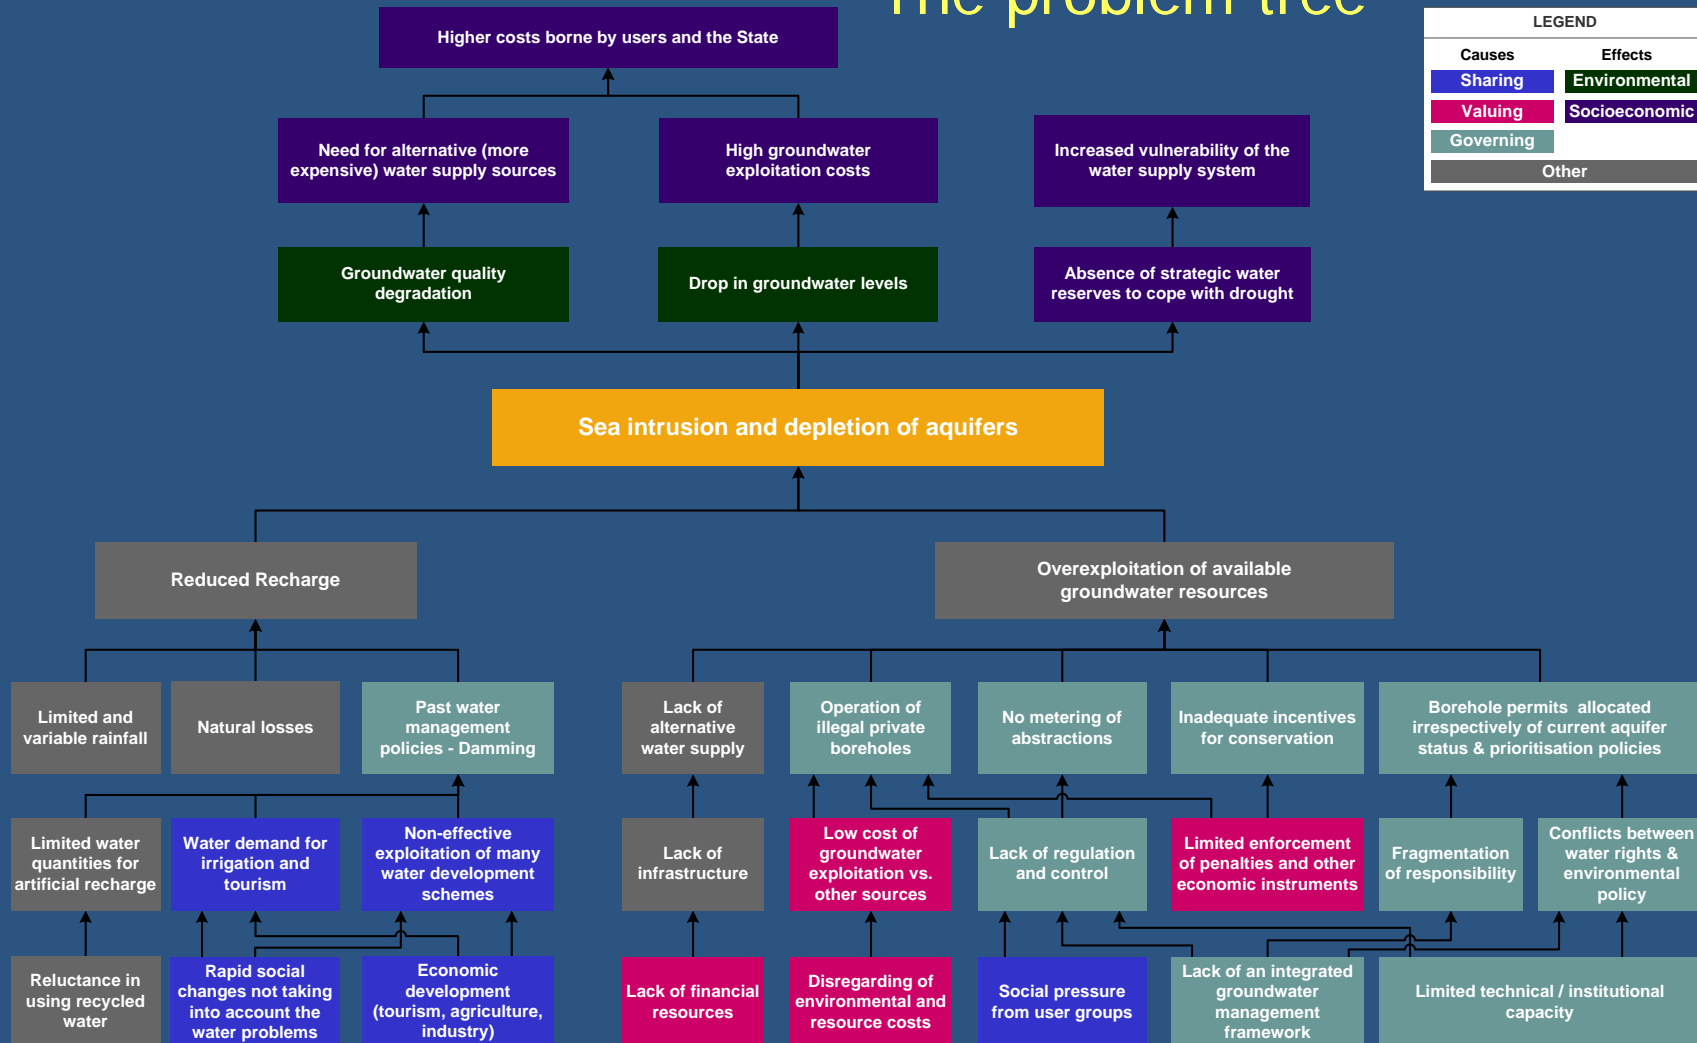 The problem tree
LEGEND
Causes
Effects
Sharing
Environmental
Valuing
Socioeconomic
Governing
Other
Higher costs borne by users and the State
Need for alternative (more
expensive) water supply sources
High groundwater
exploitation costs
Increased vulnerability of the
water supply system
Groundwater quality
degradation
Drop in groundwater levels
Absence of strategic water
reserves to cope with drought
Sea intrusion and depletion of aquifers
Reduced Recharge
Overexploitation of available
groundwater resources
Limited and
variable rainfall
Natural losses
Past water
management
policies - Damming
Lack of
alternative
water supply
Operation of
illegal private
boreholes
No metering of
abstractions
Inadequate incentives
for conservation
Borehole permits allocated
irrespectively of current aquifer
status & prioritisation policies
Limited water
quantities for
artificial recharge
Water demand for
irrigation and
tourism
Non-effective
exploitation of many
water development
schemes
Lack of
infrastructure
Low cost of
groundwater
exploitation vs.
other sources
Lack of regulation
and control
Limited enforcement
of penalties and other
economic instruments
Fragmentation
of responsibility
Conflicts between
water rights &
environmental
policy
Reluctance in
using recycled
water
Rapid social
changes not taking
into account the
water problems
Economic
development
(tourism, agriculture,
industry)
Lack of financial
resources
Disregarding of
environmental and
resource costs
Social pressure
from user groups
Lack of an integrated
groundwater
management
framework
Limited technical / institutional
capacity